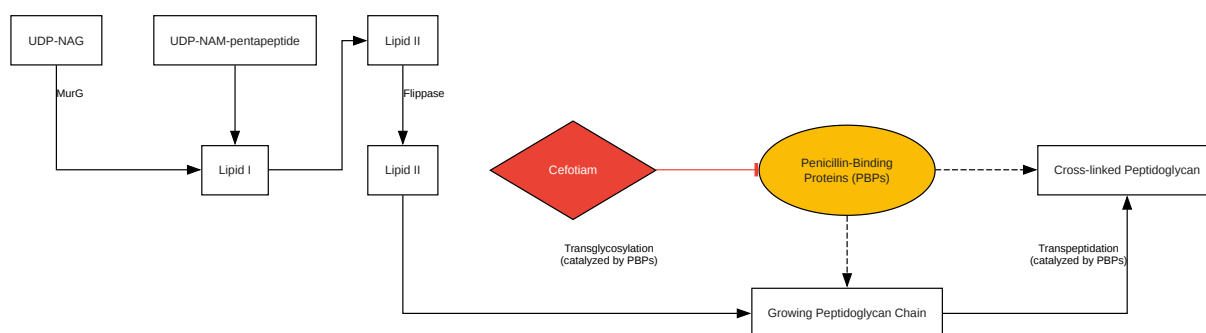 UDP-NAG
UDP-NAM-pentapeptide
Lipid II
MurG
Flippase
Lipid I
Lipid II
Cefotiam
Penicillin-Binding
Proteins (PBPs)
Cross-linked Peptidoglycan
Transglycosylation
(catalyzed by PBPs)
Transpeptidation
(catalyzed by PBPs)
Growing Peptidoglycan Chain